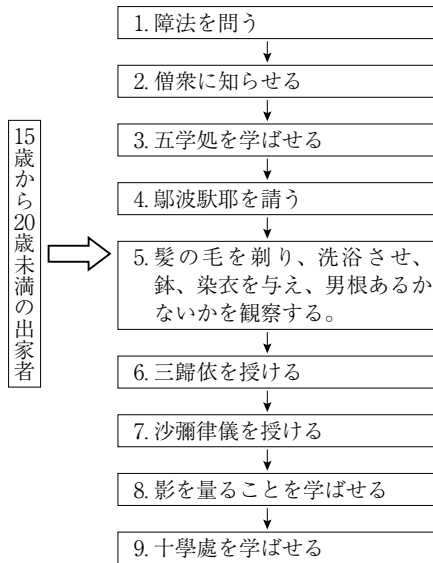 1. 障法を問う
2. 僧衆に知らせる
3. 五学処を学ばせる
4. 鄔波馱耶を請う
15歳から20歳未満の出家者
5. 髪の毛を剃り、洗浴させ、
鉢、染衣を与え、男根あるか
ないかを観察する。
6. 三歸依を授ける
7. 沙彌律儀を授ける
8. 影を量ることを学ばせる
9. 十學處を学ばせる